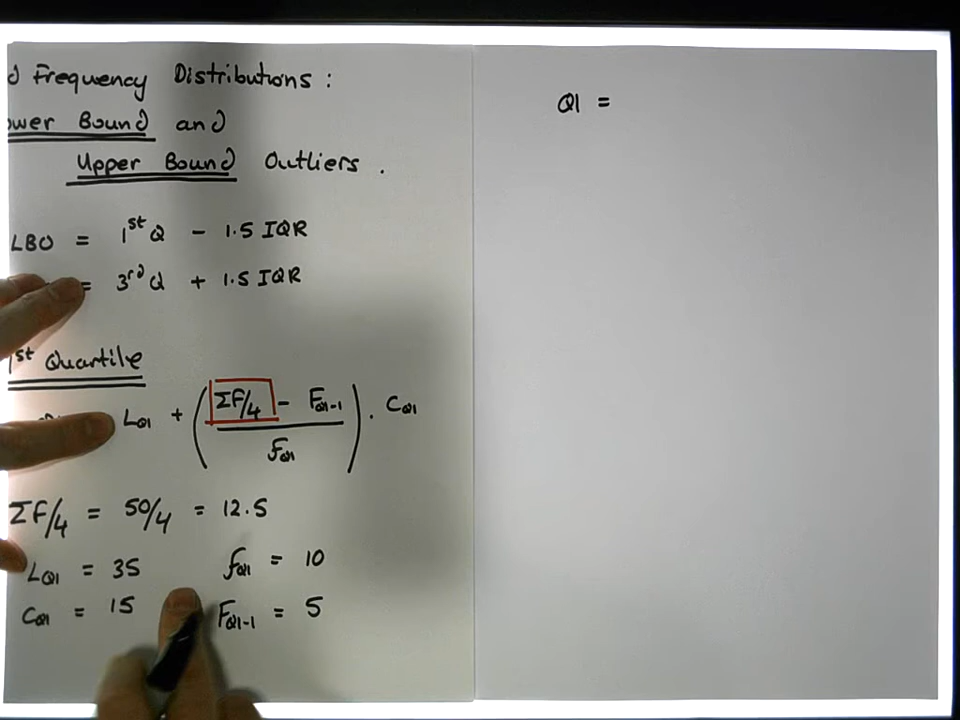 Frequency Distributions :
ower Bound and
Upper Bound Outliers .
LBO = 1st Q - 1.5 IQR
= 3rd Q + 1.5 IQR
1st Quartile
LQ1 + ( ΣF/4 - FQ1-1 / fQ1 ) . CQ1
ΣF/4 = 50/4 = 12.5
LQ1 = 35 fQ1 = 10
CQ1 = 15 FQ1-1 = 5
Q1 =